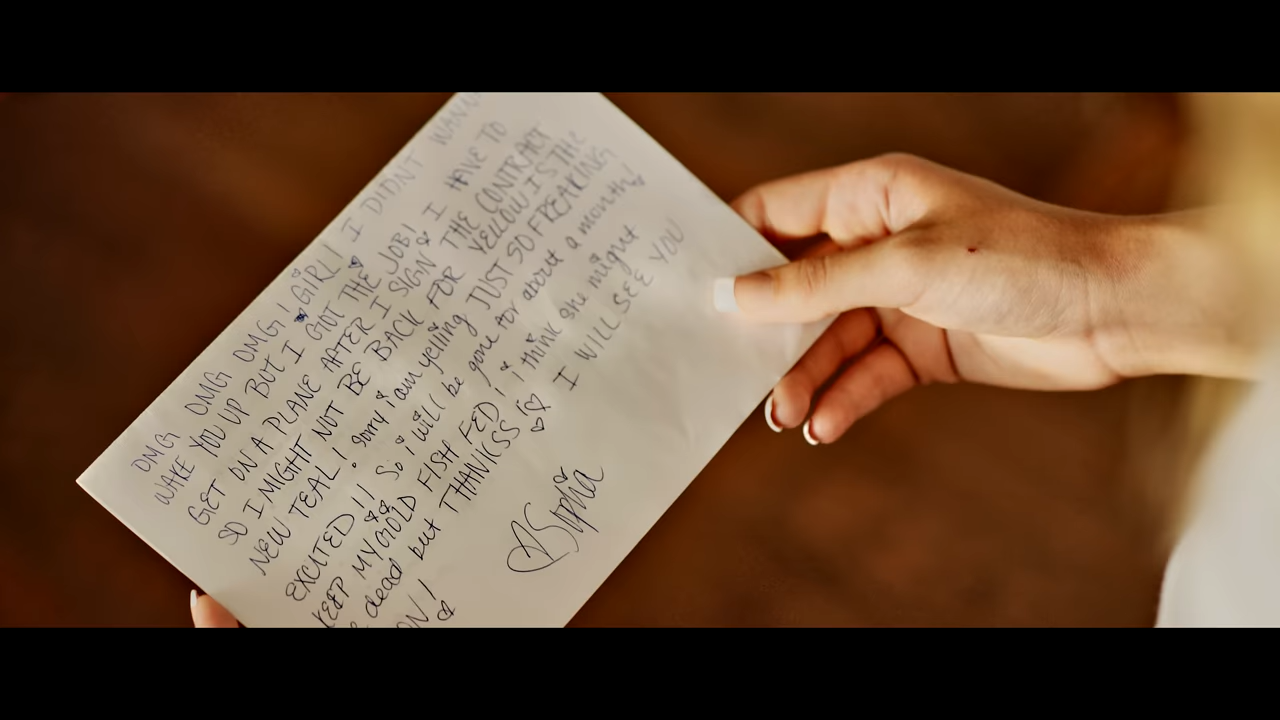 OMG OMG OMG! GIRL! I DIDNT WANN
WAKE YOU UP BUT I GOT THE JOB! I HAVE TO
GET ON A PLANE AFTER I SIGN THE CONTRACT
SO I MIGHT NOT BE BACK FOR YELLOW IS THE
NEW TEAL! sorry i am yelling JUST SO FREAKING
EXCITED!! So i will be gone for about a month!
KEEP MY GOLD FISH FED! i think she might
dead but THANKSS I WILL SEE YOU
ON!
Sophia